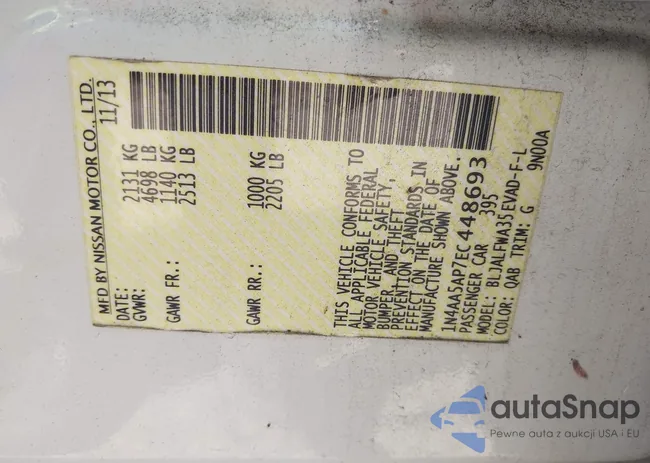 MFD BY NISSAN MOTOR CO., LTD.
DATE: 11/13
GVWR: 2131 KG
4698 LB
GAWR FR.: 1140 KG
2513 LB
GAWR RR.: 1000 KG
2205 LB
THIS VEHICLE CONFORMS TO
ALL APPLICABLE FEDERAL
MOTOR VEHICLE SAFETY,
BUMPER, AND THEFT
PREVENTION STANDARDS IN
EFFECT ON THE DATE OF
MANUFACTURE SHOWN ABOVE.
1N4AA5AP7EC448693
PASSENGER CAR 395
MODEL: BLJALFWA35EVAD-F-L
COLOR: QAB TRIM: G 9N00A
autaSnap
Pewne auta z aukcji USA i EU